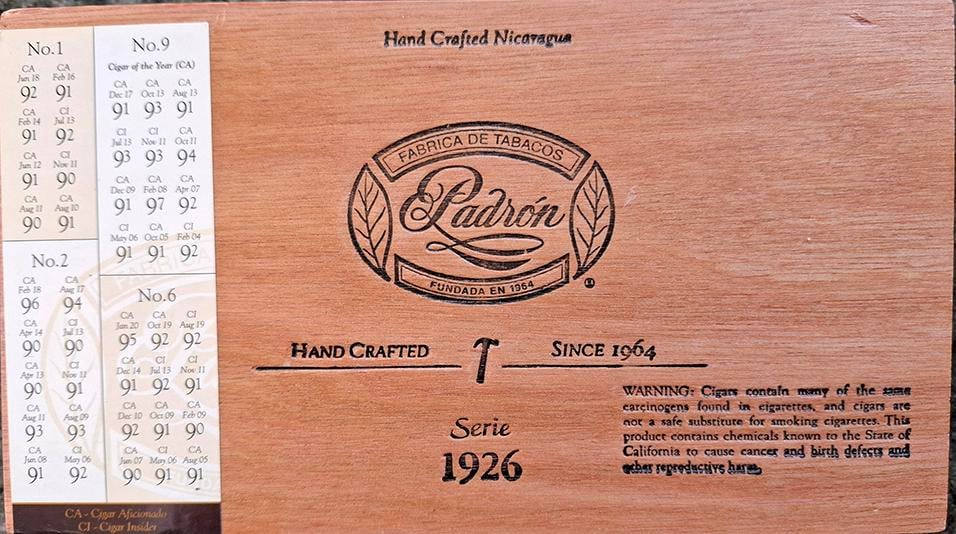 No.1
CA CA
Jun 18 Feb 16
92 91
CA CI
Feb 14 Jul 13
91 92
CA CI
Jun 12 Nov 11
91 90
CA CA
Aug 11 Aug 10
90 91
No.2
CA CA
Feb 18 Aug 17
96 94
CA CI
Apr 14 Jul 13
90 90
CA CI
Apr 13 Nov 11
90 91
CA CA
Aug 11 Aug 09
93 93
CA CI
Jun 08 May 06
91 92
No.9
Cigar of the Year (CA)
CA CA CA
Dec 17 Oct 13 Aug 13
91 93 91
CI CI CA
Jul 13 Nov 11 Oct 11
93 93 94
CA CA CA
Dec 09 Feb 08 Apr 07
91 97 92
CI CA CI
May 06 Oct 05 Feb 04
91 91 92
No.6
CA CA CI
Jan 20 Oct 19 Aug 19
95 92 92
CA CI CI
Dec 14 Jul 13 Nov 11
91 92 91
CA CA CA
Dec 10 Oct 09 Feb 09
92 91 90
CA CI CA
Jun 07 May 06 Aug 05
90 91 91
CA - Cigar Aficionado
CI - Cigar Insider
Hand Crafted Nicaragua
FABRICA DE TABACOS
Padrón
FUNDADA EN 1964
HAND CRAFTED SINCE 1964
Serie
1926
WARNING: Cigars contain many of the same
carcinogens found in cigarettes, and cigars are
not a safe substitute for smoking cigarettes. This
product contains chemicals known to the State of
California to cause cancer and birth defects and
other reproductive harm.